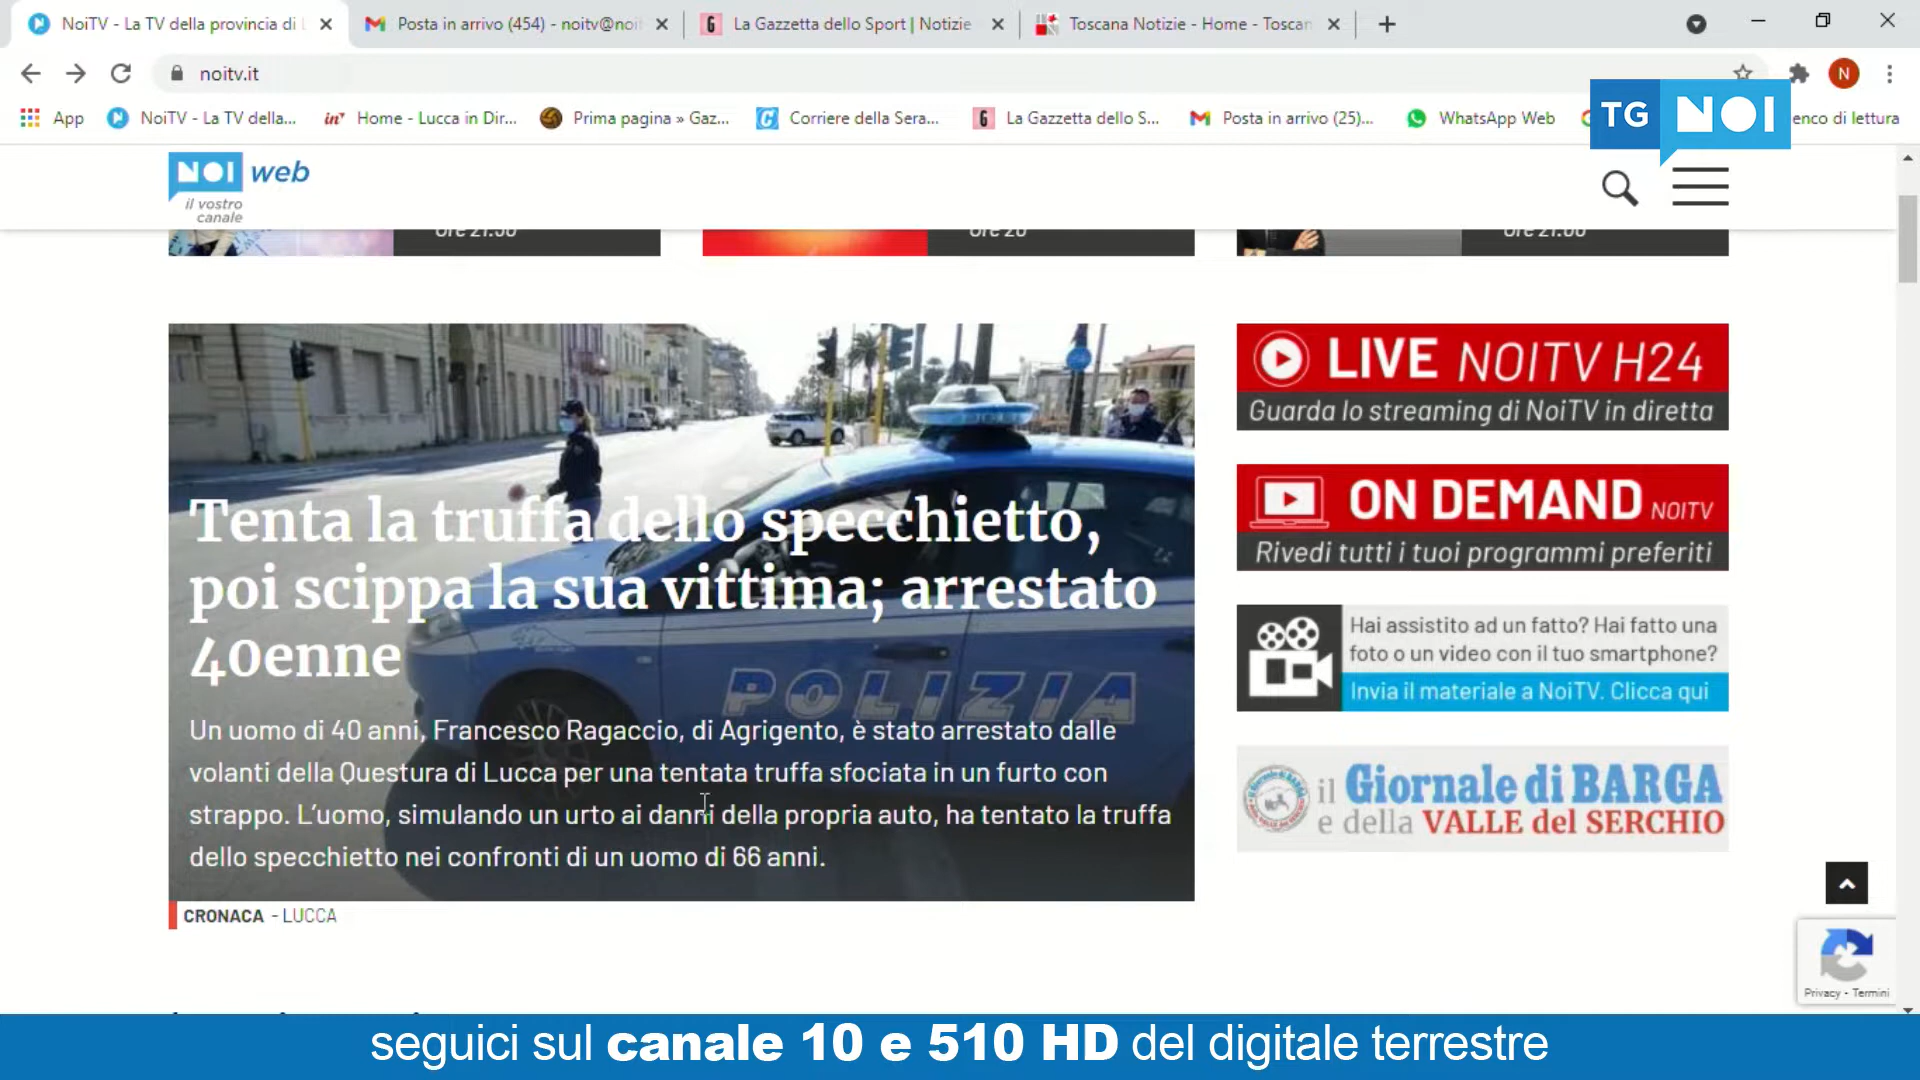 NoiTV - La TV della provincia di L
Posta in arrivo (454) - noitv@noi
La Gazzetta dello Sport | Notizie
Toscana Notizie - Home - Toscan
noitv.it
N
App
NoiTV - La TV della...
Home - Lucca in Dir...
Prima pagina » Gaz...
Corriere della Sera...
La Gazzetta dello S...
Posta in arrivo (25)...
WhatsApp Web
enco di lettura
TG NOI
NOI web
il vostro
canale
Ore 21.30
Ore 20
Ore 21.00
Tenta la truffa dello specchietto,
poi scippa la sua vittima; arrestato
40enne
POLIZIA
Un uomo di 40 anni, Francesco Ragaccio, di Agrigento, è stato arrestato dalle
volanti della Questura di Lucca per una tentata truffa sfociata in un furto con
strappo. L'uomo, simulando un urto ai danni della propria auto, ha tentato la truffa
dello specchietto nei confronti di un uomo di 66 anni.
CRONACA - LUCCA
LIVE NOITV H24
Guarda lo streaming di NoiTV in diretta
ON DEMAND NOITV
Rivedi tutti i tuoi programmi preferiti
Hai assistito ad un fatto? Hai fatto una
foto o un video con il tuo smartphone?
Invia il materiale a NoiTV. Clicca qui
il Giornale di BARGA
e della VALLE del SERCHIO
Privacy - Termini
seguici sul canale 10 e 510 HD del digitale terrestre